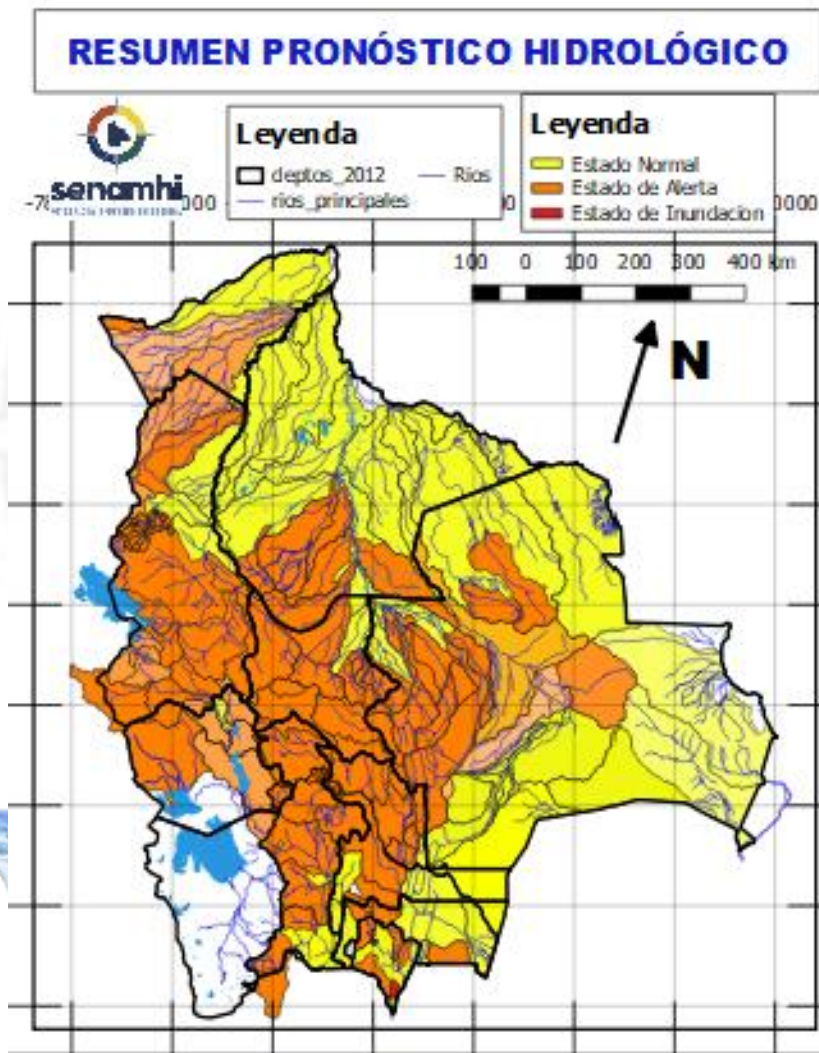 RESUMEN PRONÓSTICO HIDROLÓGICO
senamhi
Leyenda
deptos_2012
Rios
rios_principales
Leyenda
Estado Normal
Estado de Alerta
Estado de Inundacion
100 0 100 200 300 400 km
N